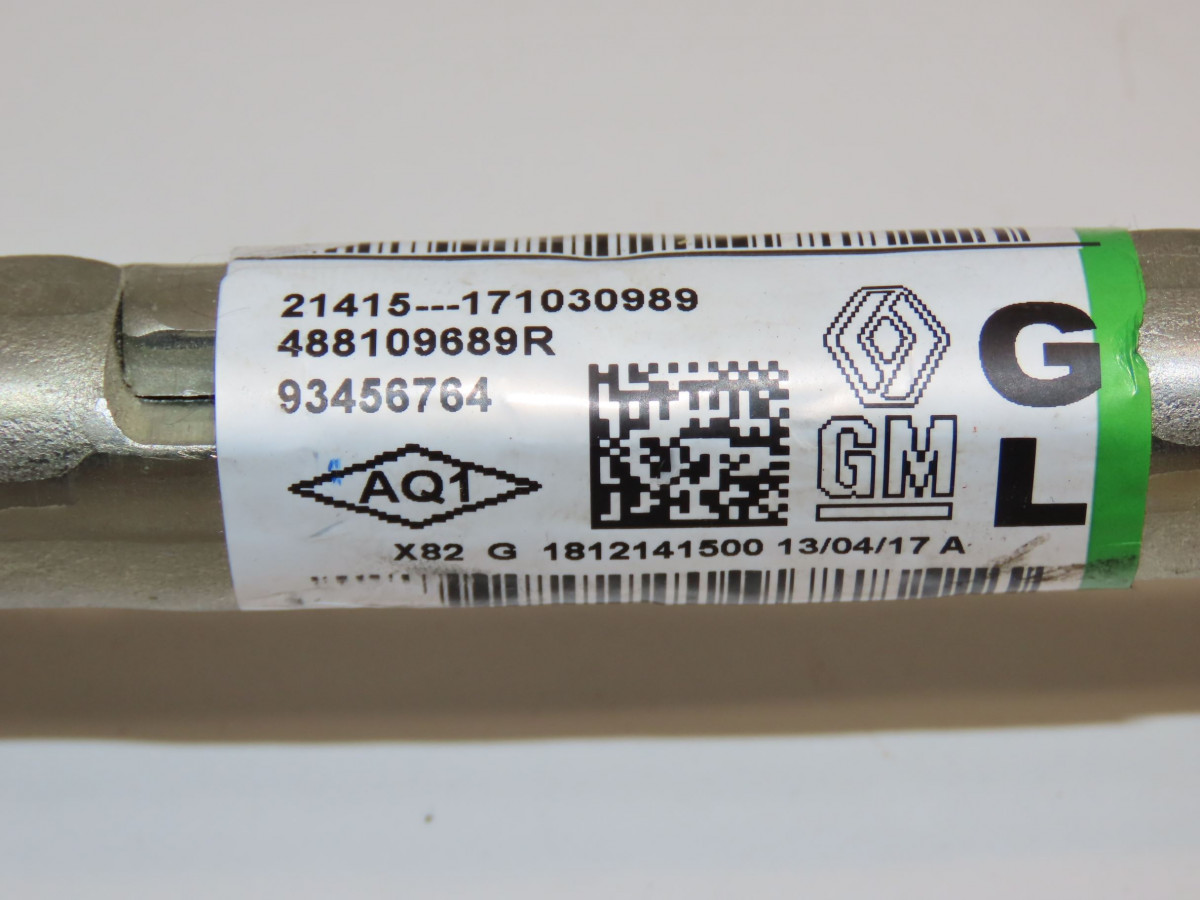 21415---171030989
488109689R
93456764
AQ1
GM
G
L
X82 G 1812141500 13/04/17 A